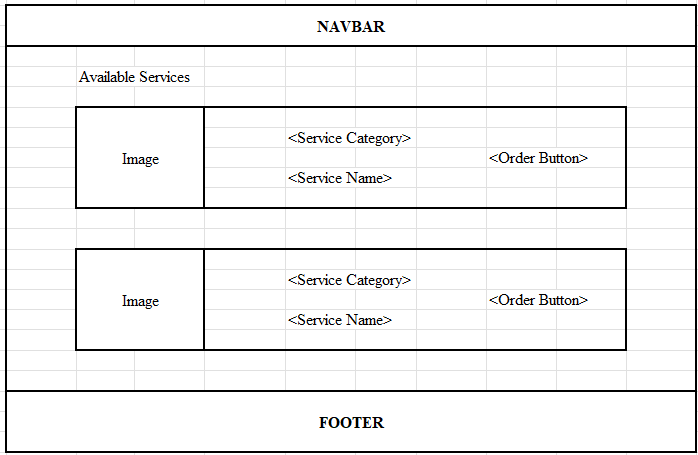 NAVBAR
Available Services
Image
<Service Category>
<Service Name>
<Order Button>
Image
<Service Category>
<Service Name>
<Order Button>
FOOTER